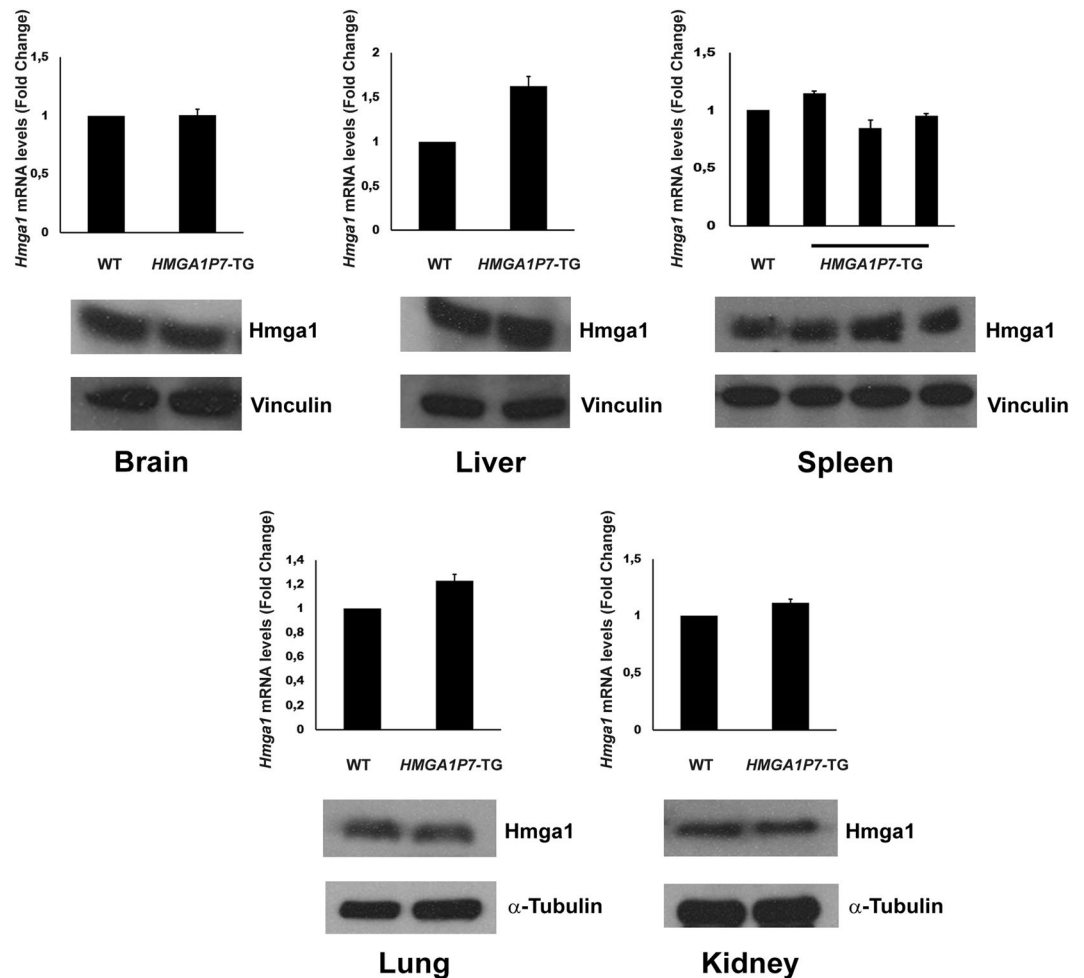 Hmga1 mRNA levels (Fold Change)
1,5
1
0,5
0
WT HMGA1P7-TG
Hmga1
Vinculin
Brain
Hmga1 mRNA levels (Fold Change)
2
1,5
1
0,5
0
WT HMGA1P7-TG
Hmga1
Vinculin
Liver
Hmga1 mRNA levels (Fold Change)
1,5
1
0,5
0
WT HMGA1P7-TG
Hmga1
Vinculin
Spleen
Hmga1 mRNA levels (Fold Change)
1,4
1,2
1
0,8
0,6
0,4
0,2
0
WT HMGA1P7-TG
Hmga1
α-Tubulin
Lung
Hmga1 mRNA levels (Fold Change)
1,5
1
0,5
0
WT HMGA1P7-TG
Hmga1
α-Tubulin
Kidney